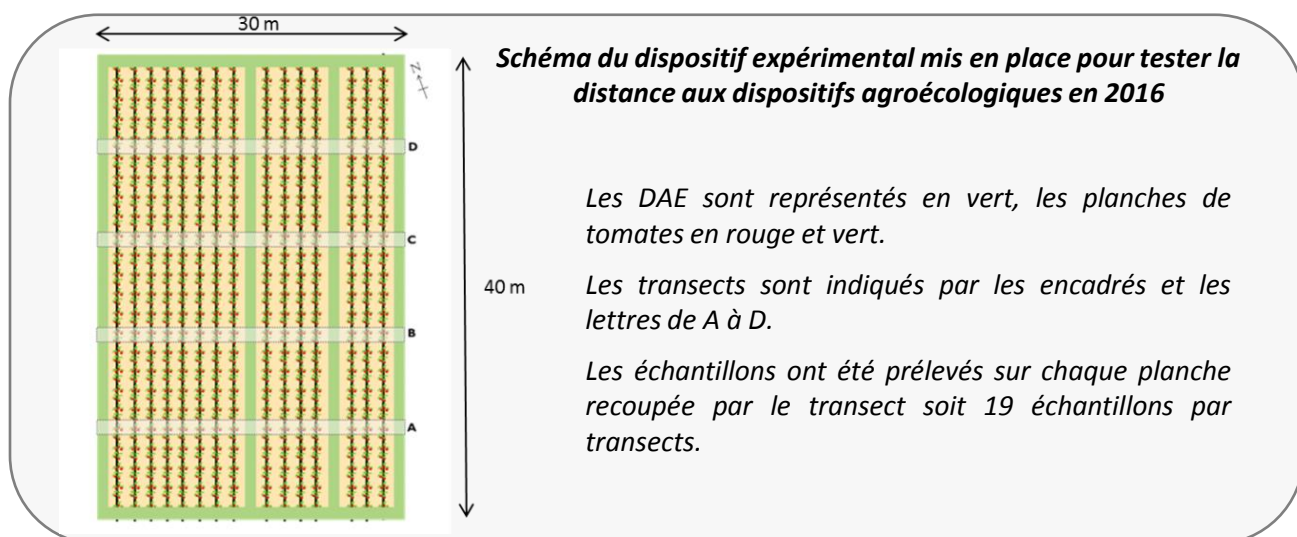 30 m
Schéma du dispositif expérimental mis en place pour tester la
distance aux dispositifs agroécologiques en 2016
N
D
C
B
A
40 m
Les DAE sont représentés en vert, les planches de
tomates en rouge et vert.
Les transects sont indiqués par les encadrés et les
lettres de A à D.
Les échantillons ont été prélevés sur chaque planche
recoupée par le transect soit 19 échantillons par
transects.